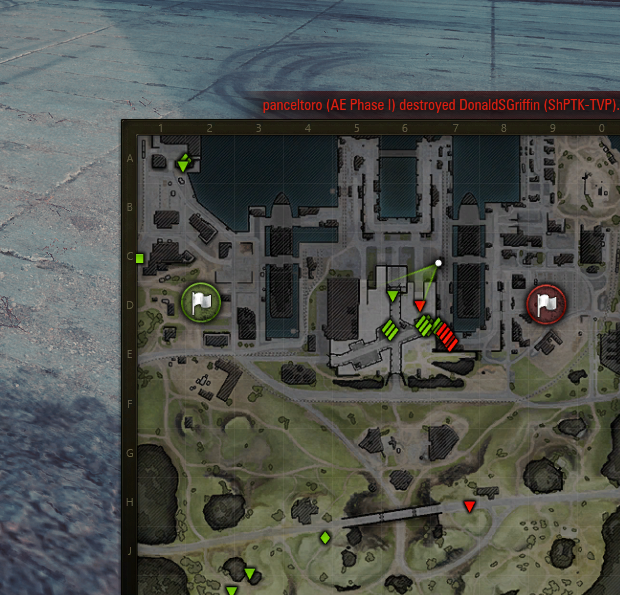 panceltoro (AE Phase I) destroyed DonaldSGriffin (ShPTK-TVP).
1 2 3 4 5 6 7 8 9 0
A
B
C
D
E
F
G
H
J